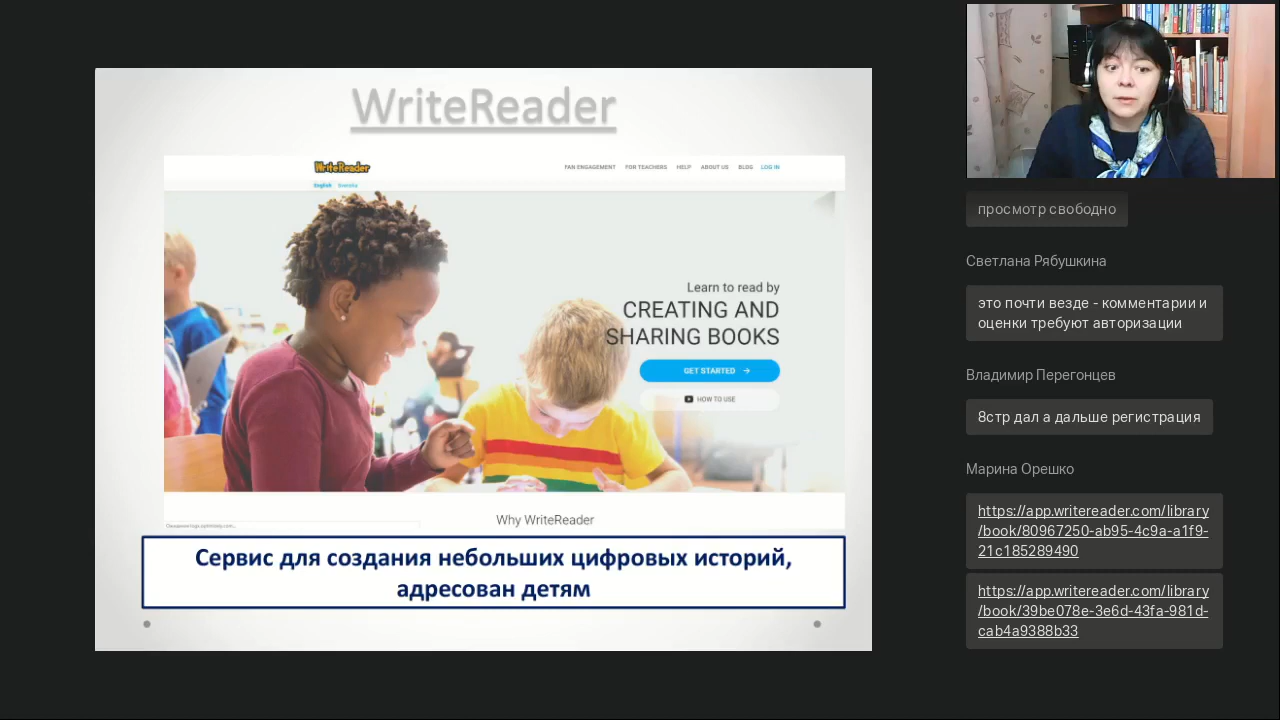 WriteReader
WriteReader
FAN ENGAGEMENT FOR TEACHERS HELP ABOUT US BLOG LOG IN
English Svenska
Learn to read by
CREATING AND
SHARING BOOKS
GET STARTED →
HOW TO USE
Why WriteReader
Сервис для создания небольших цифровых историй,
адресован детям
просмотр свободно
Светлана Рябушкина
это почти везде - комментарии и
оценки требуют авторизации
Владимир Перегонцев
8стр дал а дальше регистрация
Марина Орешко
https://app.writereader.com/library
/book/80967250-ab95-4c9a-a1f9-
21c185289490
https://app.writereader.com/library
/book/39be078e-3e6d-43fa-981d-
cab4a9388b33